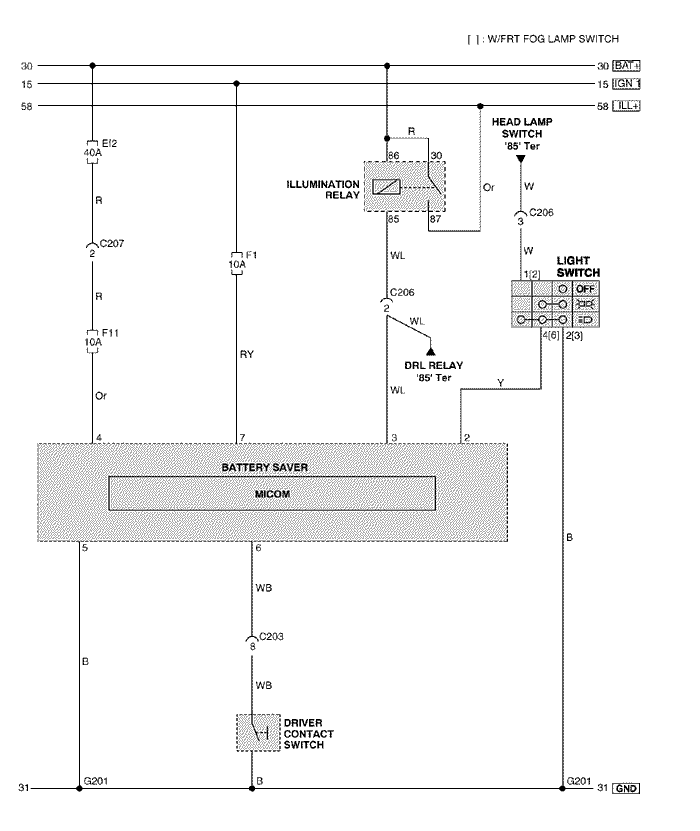 [ ] : W/FRT FOG LAMP SWITCH
30
30 BAT+
15
15 IGN 1
58
58 ILL+
HEAD LAMP
SWITCH
'85' Ter
Ef2
40A
R
86
30
ILLUMINATION
RELAY
Or
W
R
C206
3
85
87
C207
2
F1
10A
WL
W
LIGHT
SWITCH
1[2]
R
C206
2
OFF
F11
10A
WL
4[6]
2[3]
RY
DRL RELAY
'85' Ter
Y
Or
WL
4
7
3
2
BATTERY SAVER
MICOM
B
5
6
WB
C203
8
B
WB
DRIVER
CONTACT
SWITCH
G201
B
G201
31
31 GND